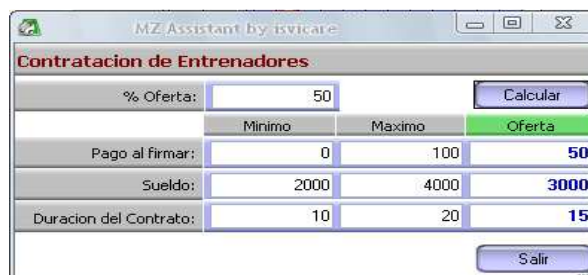 MZ Assistant by isvicare
Contratacion de Entrenadores
% Oferta: 50 Calcular
Minimo Maximo Oferta
Pago al firmar: 0 100 50
Sueldo: 2000 4000 3000
Duracion del Contrato: 10 20 15
Salir